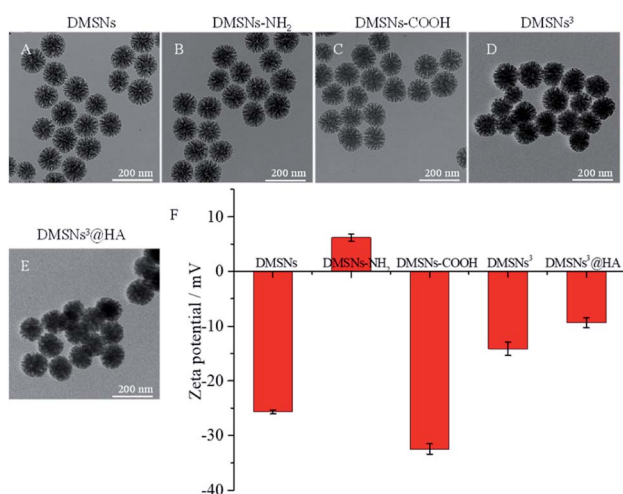 DMSNs
DMSNs-NH₂
DMSNs-COOH
DMSNs³
A
B
C
D
200 nm
200 nm
200 nm
200 nm
DMSNs³@HA
E
200 nm
F
Zeta potential / mV
10
0
-10
-20
-30
-40
DMSNs
DMSNs-NH₂
DMSNs-COOH
DMSNs³
DMSNs³@HA